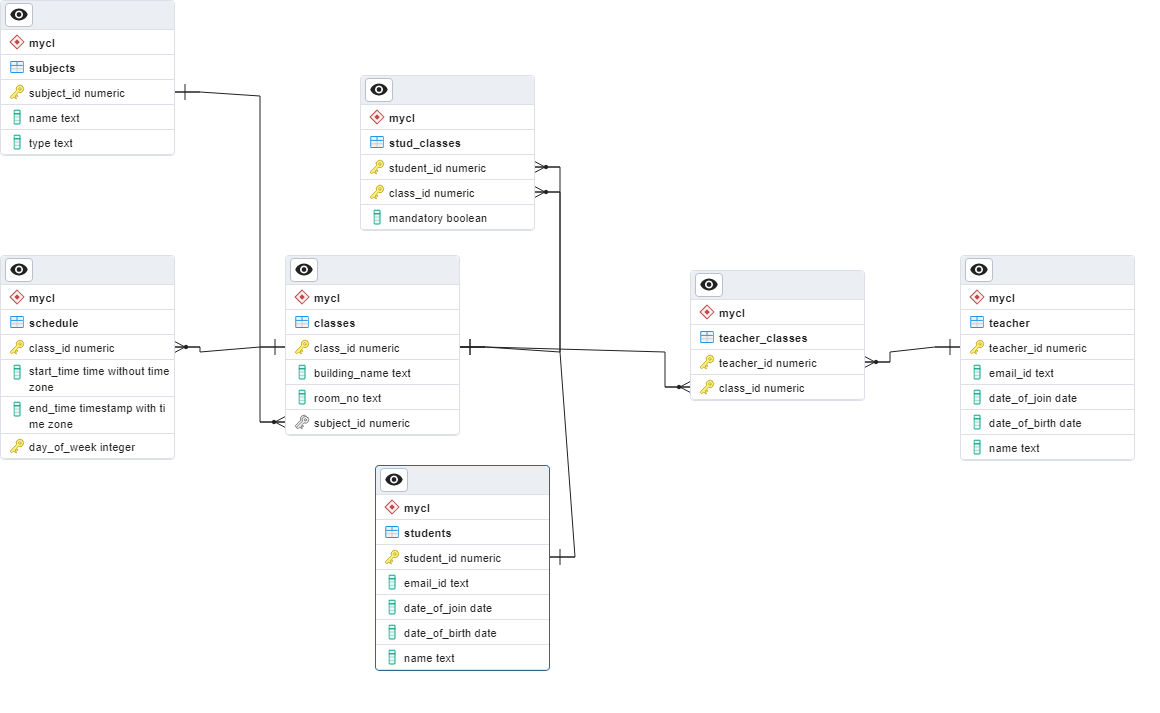 mycl
subjects
subject_id numeric
name text
type text
mycl
stud_classes
student_id numeric
class_id numeric
mandatory boolean
mycl
schedule
class_id numeric
start_time time without time
zone
end_time timestamp with ti
me zone
day_of_week integer
mycl
classes
class_id numeric
building_name text
room_no text
subject_id numeric
mycl
teacher_classes
teacher_id numeric
class_id numeric
mycl
teacher
teacher_id numeric
email_id text
date_of_join date
date_of_birth date
name text
mycl
students
student_id numeric
email_id text
date_of_join date
date_of_birth date
name text